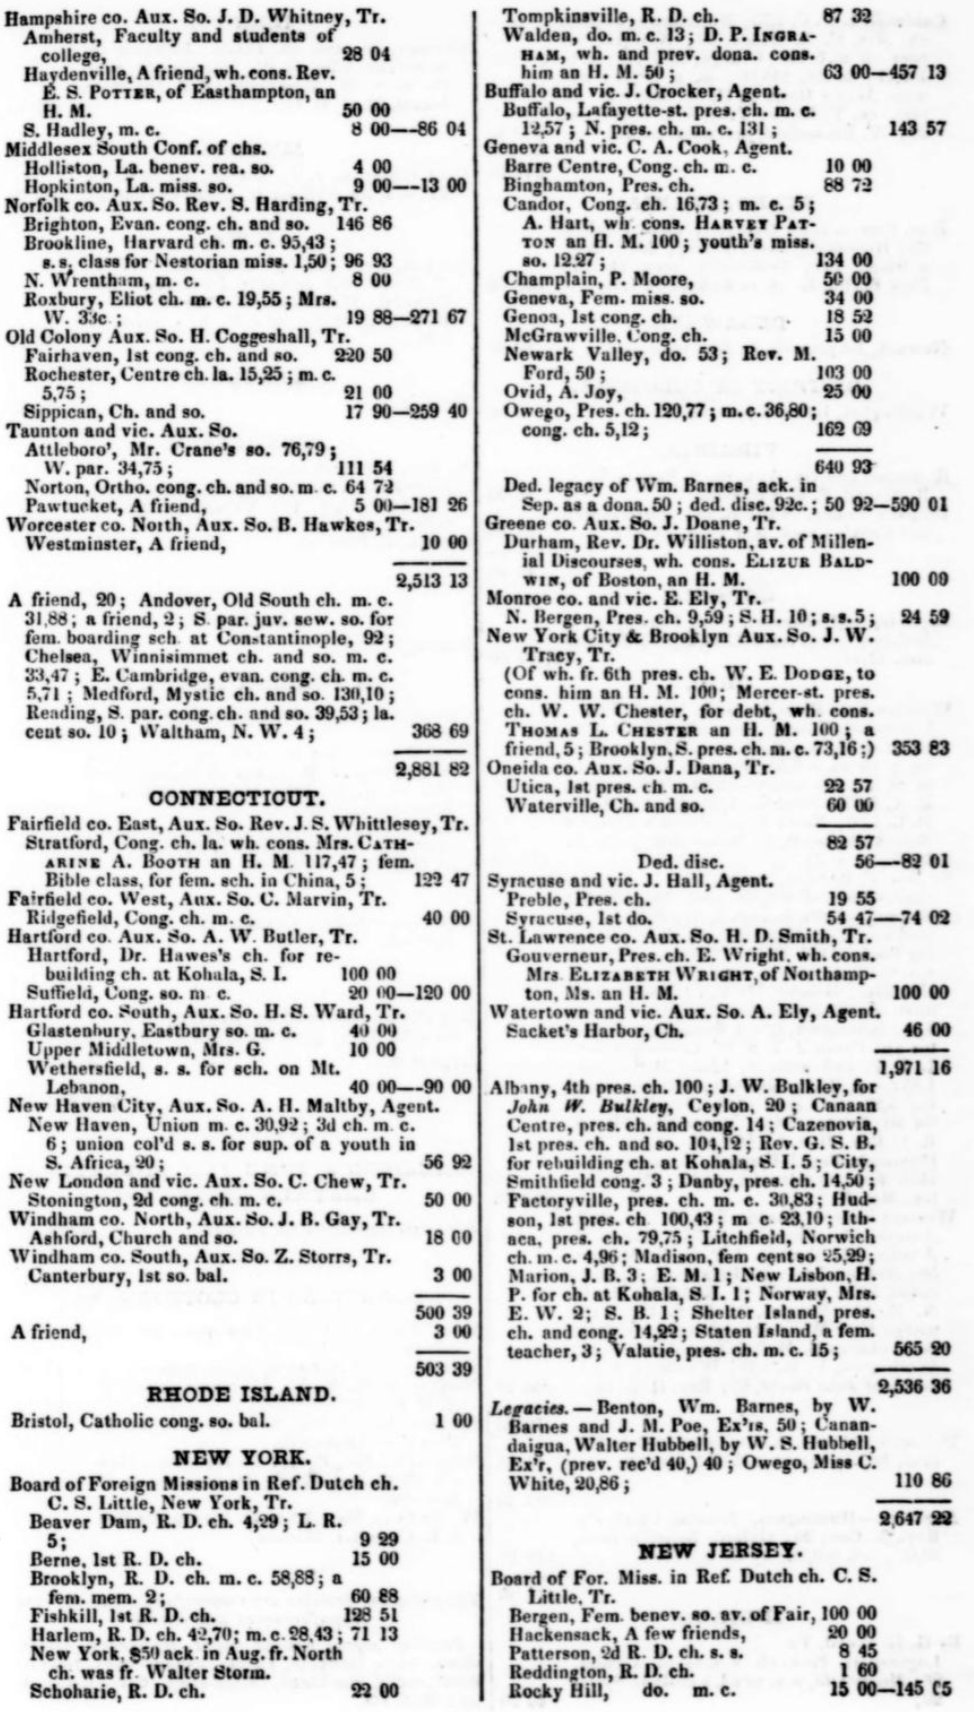 Hampshire co. Aux. So. J. D. Whitney, Tr.
Amherst, Faculty and students of
college, 28 04
Haydenville, A friend, wh. cons. Rev.
E. S. POTTER, of Easthampton, an
H. M. 50 00
S. Hadley, m. c. 8 00——86 04
Middlesex South Conf. of chs.
Holliston, La. benev. rea. so. 4 00
Hopkinton, La. miss. so. 9 00——13 00
Norfolk co. Aux. So. Rev. S. Harding, Tr.
Brighton, Evan. cong. ch. and so. 146 86
Brookline, Harvard ch. m. c. 95,43;
s. s. class for Nestorian miss. 1,50; 96 93
N. Wrentham, m. c. 8 00
Roxbury, Eliot ch. m. c. 19,55; Mrs.
W. 33c.; 19 88—271 67
Old Colony Aux. So. H. Coggeshall, Tr.
Fairhaven, 1st cong. ch. and so. 220 50
Rochester, Centre ch. la. 15,25; m. c.
5,75; 21 00
Sippican, Ch. and so. 17 90—259 40
Taunton and vic. Aux. So.
Attleboro', Mr. Crane's so. 76,79;
W. par. 34,75; 111 54
Norton, Ortho. cong. ch. and so. m. c. 64 72
Pawtucket, A friend, 5 00—181 26
Worcester co. North, Aux. So. B. Hawkes, Tr.
Westminster, A friend, 10 00
2,513 13
A friend, 20; Andover, Old South ch. m. c.
31,88; a friend, 2; S. par. juv. sew. so. for
fem. boarding sch. at Constantinople, 92;
Chelsea, Winnisimmet ch. and so. m. c.
33,47; E. Cambridge, evan. cong. ch. m. c.
5,71; Medford, Mystic ch. and so. 130,10;
Reading, S. par. cong. ch. and so. 39,53; la.
cent so. 10; Waltham, N. W. 4; 368 69
2,881 82
CONNECTICUT.
Fairfield co. East, Aux. So. Rev. J. S. Whittlesey, Tr.
Stratford, Cong. ch. la. wh. cons. Mrs. CATH-
ARINE A. BOOTH an H. M. 117,47; fem.
Bible class, for fem. sch. in China, 5; 122 47
Fairfield co. West, Aux. So. C. Marvin, Tr.
Ridgefield, Cong. ch. m. c. 40 00
Hartford co. Aux. So. A. W. Butler, Tr.
Hartford, Dr. Hawes's ch. for re-
building ch. at Kohala, S. I. 100 00
Suffield, Cong. so. m. c. 20 00—120 00
Hartford co. South, Aux. So. H. S. Ward, Tr.
Glastenbury, Eastbury so. m. c. 40 00
Upper Middletown, Mrs. G. 10 00
Wethersfield, s. s. for sch. on Mt.
Lebanon, 40 00——90 00
New Haven City, Aux. So. A. H. Maltby, Agent.
New Haven, Union m. c. 30,92; 3d ch. m. c.
6; union col'd s. s. for sup. of a youth in
S. Africa, 20; 56 92
New London and vic. Aux. So. C. Chew, Tr.
Stonington, 2d cong. ch. m. c. 50 00
Windham co. North, Aux. So. J. B. Gay, Tr.
Ashford, Church and so. 18 00
Windham co. South, Aux. So. Z. Storrs, Tr.
Canterbury, 1st so. bal. 3 00
500 39
A friend, 3 00
503 39
RHODE ISLAND.
Bristol, Catholic cong. so. bal. 1 00
NEW YORK.
Board of Foreign Missions in Ref. Dutch ch.
C. S. Little, New York, Tr.
Beaver Dam, R. D. ch. 4,29; L. R.
5; 9 29
Berne, 1st R. D. ch. 15 00
Brooklyn, R. D. ch. m. c. 58,88; a
fem. mem. 2; 60 88
Fishkill, 1st R. D. ch. 128 51
Harlem, R. D. ch. 42,70; m. c. 28,43; 71 13
New York, $50 ack. in Aug. fr. North
ch. was fr. Walter Storm.
Schoharie, R. D. ch. 22 00
Tompkinsville, R. D. ch. 87 32
Walden, do. m. c. 13; D. P. INGRA-
HAM, wh. and prev. dona. cons.
him an H. M. 50; 63 00—457 13
Buffalo and vic. J. Crocker, Agent.
Buffalo, Lafayette-st. pres. ch. m. c.
12,57; N. pres. ch. m. c. 131; 143 57
Geneva and vic. C. A. Cook, Agent.
Barre Centre, Cong. ch. m. c. 10 00
Binghamton, Pres. ch. 88 72
Candor, Cong. ch. 16,73; m. c. 5;
A. Hart, wh. cons. HARVEY PAT-
TON an H. M. 100; youth's miss.
so. 12,27; 134 00
Champlain, P. Moore, 50 00
Geneva, Fem. miss. so. 34 00
Genoa, 1st cong. ch. 18 52
McGrawville, Cong. ch. 15 00
Newark Valley, do. 53; Rev. M.
Ford, 50; 103 00
Ovid, A. Joy, 25 00
Owego, Pres. ch. 120,77; m. c. 36,80;
cong. ch. 5,12; 162 69
640 93
Ded. legacy of Wm. Barnes, ack. in
Sep. as a dona. 50; ded. disc. 92c.; 50 92—590 01
Greene co. Aux. So. J. Doane, Tr.
Durham, Rev. Dr. Williston, av. of Millen-
ial Discourses, wh. cons. ELIZUR BALD-
WIN, of Boston, an H. M. 100 00
Monroe co. and vic. E. Ely, Tr.
N. Bergen, Pres. ch. 9,59; S. H. 10; s. s. 5; 24 59
New York City & Brooklyn Aux. So. J. W.
Tracy, Tr.
(Of wh. fr. 6th pres. ch. W. E. DODGE, to
cons. him an H. M. 100; Mercer-st. pres.
ch. W. W. Chester, for debt, wh. cons.
THOMAS L. CHESTER an H. M. 100; a
friend, 5; Brooklyn, S. pres. ch. m. c. 73,16;) 353 83
Oneida co. Aux. So. J. Dana, Tr.
Utica, 1st pres. ch. m. c. 22 57
Waterville, Ch. and so. 60 00
82 57
Ded. disc. 56——82 01
Syracuse and vic. J. Hall, Agent.
Preble, Pres. ch. 19 55
Syracuse, 1st do. 54 47—74 02
St. Lawrence co. Aux. So. H. D. Smith, Tr.
Gouverneur, Pres. ch. E. Wright, wh. cons.
Mrs. ELIZABETH WRIGHT, of Northamp-
ton, Ms. an H. M. 100 00
Watertown and vic. Aux. So. A. Ely, Agent.
Sacket's Harbor, Ch. 46 00
1,971 16
Albany, 4th pres. ch. 100; J. W. Bulkley, for
John W. Bulkley, Ceylon, 20; Canaan
Centre, pres. ch. and cong. 14; Cazenovia,
1st pres. ch. and so. 104,12; Rev. G. S. B.
for rebuilding ch. at Kohala, S. I. 5; City,
Smithfield cong. 3; Danby, pres. ch. 14,50;
Factoryville, pres. ch. m. c. 30,83; Hud-
son, 1st pres. ch. 100,43; m. c. 23,10; Ith-
aca, pres. ch. 79,75; Litchfield, Norwich
ch. m. c. 4,96; Madison, fem cent so 25,29;
Marion, J. B. 3; E. M. 1; New Lisbon, H.
P. for ch. at Kohala, S. I. 1; Norway, Mrs.
E. W. 2; S. B. 1; Shelter Island, pres.
ch. and cong. 14,22; Staten Island, a fem.
teacher, 3; Valatie, pres. ch. m. c. 15; 565 20
2,536 36
Legacies.—Benton, Wm. Barnes, by W.
Barnes and J. M. Poe, Ex'rs, 50; Canan-
daigua, Walter Hubbell, by W. S. Hubbell,
Ex'r, (prev. rec'd 40,) 40; Owego, Miss C.
White, 20,86; 110 86
2,647 22
NEW JERSEY.
Board of For. Miss. in Ref. Dutch ch. C. S.
Little, Tr.
Bergen, Fem. benev. so. av. of Fair, 100 00
Hackensack, A few friends, 20 00
Patterson, 2d R. D. ch. s. s. 8 45
Reddington, R. D. ch. 1 60
Rocky Hill, do. m. c. 15 00—145 05